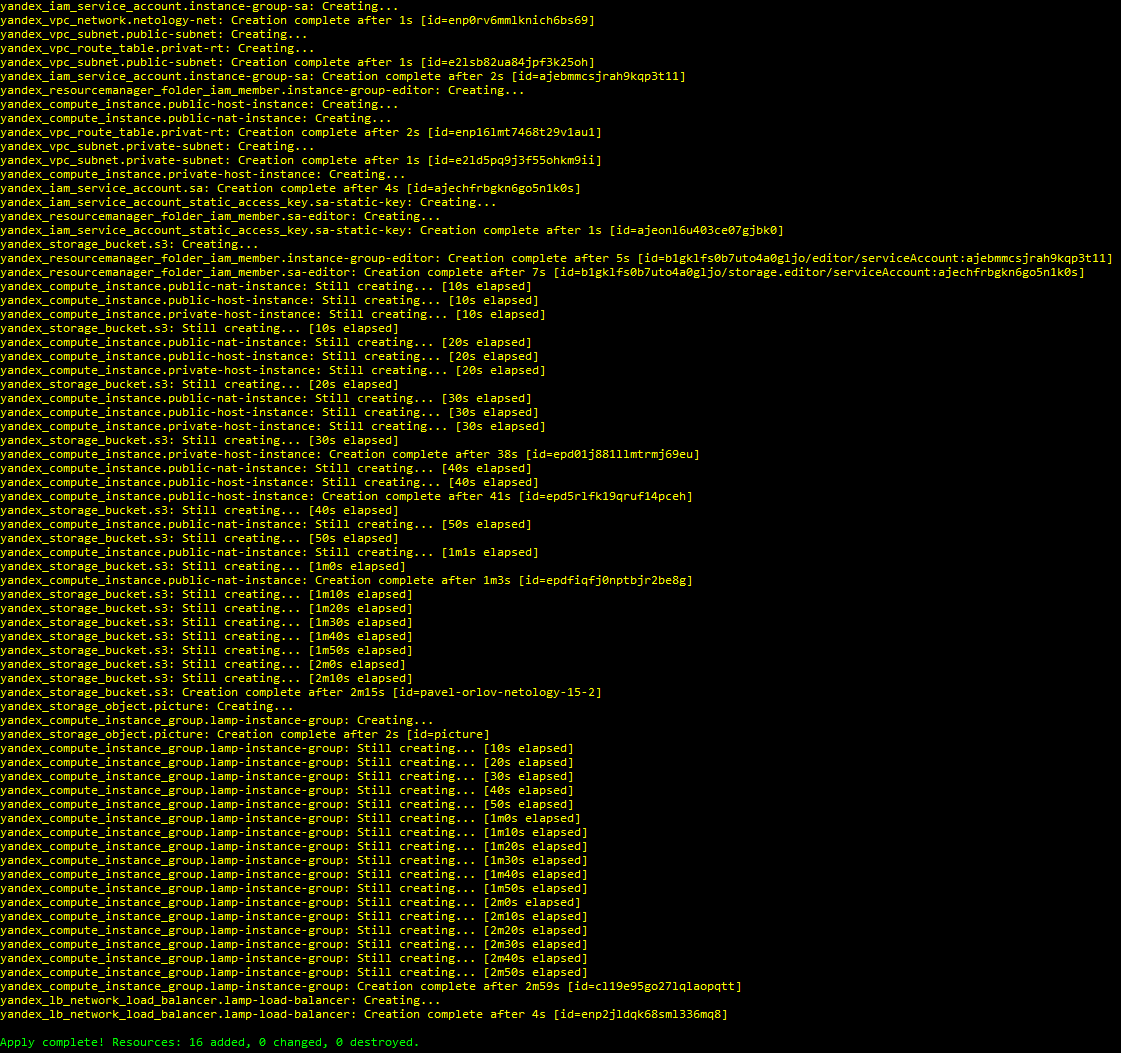 yandex_iam_service_account.instance-group-sa: Creating...
yandex_vpc_network.netology-net: Creation complete after 1s [id=enp0rv6mmlknich6bs69]
yandex_vpc_subnet.public-subnet: Creating...
yandex_vpc_route_table.privat-rt: Creating...
yandex_vpc_subnet.public-subnet: Creation complete after 1s [id=e2lsb82ua84jpf3k25oh]
yandex_iam_service_account.instance-group-sa: Creation complete after 2s [id=ajebmmcsjrah9kqp3t11]
yandex_resourcemanager_folder_iam_member.instance-group-editor: Creating...
yandex_compute_instance.public-host-instance: Creating...
yandex_compute_instance.public-nat-instance: Creating...
yandex_vpc_route_table.privat-rt: Creation complete after 2s [id=enp16lmt7468t29v1au1]
yandex_vpc_subnet.private-subnet: Creating...
yandex_vpc_subnet.private-subnet: Creation complete after 1s [id=e2ld5pq9j3f55ohkm9ii]
yandex_compute_instance.private-host-instance: Creating...
yandex_iam_service_account.sa: Creation complete after 4s [id=ajechfrbgkn6go5n1k0s]
yandex_iam_service_account_static_access_key.sa-static-key: Creating...
yandex_resourcemanager_folder_iam_member.sa-editor: Creating...
yandex_iam_service_account_static_access_key.sa-static-key: Creation complete after 1s [id=ajeonl6u403ce07gjbk0]
yandex_storage_bucket.s3: Creating...
yandex_resourcemanager_folder_iam_member.instance-group-editor: Creation complete after 5s [id=b1gklfs0b7uto4a0gljo/editor/serviceAccount:ajebmmcsjrah9kqp3t11]
yandex_resourcemanager_folder_iam_member.sa-editor: Creation complete after 7s [id=b1gklfs0b7uto4a0gljo/storage.editor/serviceAccount:ajechfrbgkn6go5n1k0s]
yandex_compute_instance.public-nat-instance: Still creating... [10s elapsed]
yandex_compute_instance.public-host-instance: Still creating... [10s elapsed]
yandex_compute_instance.private-host-instance: Still creating... [10s elapsed]
yandex_storage_bucket.s3: Still creating... [10s elapsed]
yandex_compute_instance.public-nat-instance: Still creating... [20s elapsed]
yandex_compute_instance.public-host-instance: Still creating... [20s elapsed]
yandex_compute_instance.private-host-instance: Still creating... [20s elapsed]
yandex_storage_bucket.s3: Still creating... [20s elapsed]
yandex_compute_instance.public-nat-instance: Still creating... [30s elapsed]
yandex_compute_instance.public-host-instance: Still creating... [30s elapsed]
yandex_compute_instance.private-host-instance: Still creating... [30s elapsed]
yandex_storage_bucket.s3: Still creating... [30s elapsed]
yandex_compute_instance.private-host-instance: Creation complete after 38s [id=epd01j881llmtrmj69eu]
yandex_compute_instance.public-nat-instance: Still creating... [40s elapsed]
yandex_compute_instance.public-host-instance: Still creating... [40s elapsed]
yandex_compute_instance.public-host-instance: Creation complete after 41s [id=epd5rlfk19qruf14pceh]
yandex_storage_bucket.s3: Still creating... [40s elapsed]
yandex_compute_instance.public-nat-instance: Still creating... [50s elapsed]
yandex_storage_bucket.s3: Still creating... [50s elapsed]
yandex_compute_instance.public-nat-instance: Still creating... [1m1s elapsed]
yandex_storage_bucket.s3: Still creating... [1m0s elapsed]
yandex_compute_instance.public-nat-instance: Creation complete after 1m3s [id=epdfiqfj0nptbjr2be8g]
yandex_storage_bucket.s3: Still creating... [1m10s elapsed]
yandex_storage_bucket.s3: Still creating... [1m20s elapsed]
yandex_storage_bucket.s3: Still creating... [1m30s elapsed]
yandex_storage_bucket.s3: Still creating... [1m40s elapsed]
yandex_storage_bucket.s3: Still creating... [1m50s elapsed]
yandex_storage_bucket.s3: Still creating... [2m0s elapsed]
yandex_storage_bucket.s3: Still creating... [2m10s elapsed]
yandex_storage_bucket.s3: Creation complete after 2m15s [id=pavel-orlov-netology-15-2]
yandex_storage_object.picture: Creating...
yandex_compute_instance_group.lamp-instance-group: Creating...
yandex_storage_object.picture: Creation complete after 2s [id=picture]
yandex_compute_instance_group.lamp-instance-group: Still creating... [10s elapsed]
yandex_compute_instance_group.lamp-instance-group: Still creating... [20s elapsed]
yandex_compute_instance_group.lamp-instance-group: Still creating... [30s elapsed]
yandex_compute_instance_group.lamp-instance-group: Still creating... [40s elapsed]
yandex_compute_instance_group.lamp-instance-group: Still creating... [50s elapsed]
yandex_compute_instance_group.lamp-instance-group: Still creating... [1m0s elapsed]
yandex_compute_instance_group.lamp-instance-group: Still creating... [1m10s elapsed]
yandex_compute_instance_group.lamp-instance-group: Still creating... [1m20s elapsed]
yandex_compute_instance_group.lamp-instance-group: Still creating... [1m30s elapsed]
yandex_compute_instance_group.lamp-instance-group: Still creating... [1m40s elapsed]
yandex_compute_instance_group.lamp-instance-group: Still creating... [1m50s elapsed]
yandex_compute_instance_group.lamp-instance-group: Still creating... [2m0s elapsed]
yandex_compute_instance_group.lamp-instance-group: Still creating... [2m10s elapsed]
yandex_compute_instance_group.lamp-instance-group: Still creating... [2m20s elapsed]
yandex_compute_instance_group.lamp-instance-group: Still creating... [2m30s elapsed]
yandex_compute_instance_group.lamp-instance-group: Still creating... [2m40s elapsed]
yandex_compute_instance_group.lamp-instance-group: Still creating... [2m50s elapsed]
yandex_compute_instance_group.lamp-instance-group: Creation complete after 2m59s [id=cl19e95go27lqlaopqtt]
yandex_lb_network_load_balancer.lamp-load-balancer: Creating...
yandex_lb_network_load_balancer.lamp-load-balancer: Creation complete after 4s [id=enp2jldqk68sml336mq8]
Apply complete! Resources: 16 added, 0 changed, 0 destroyed.